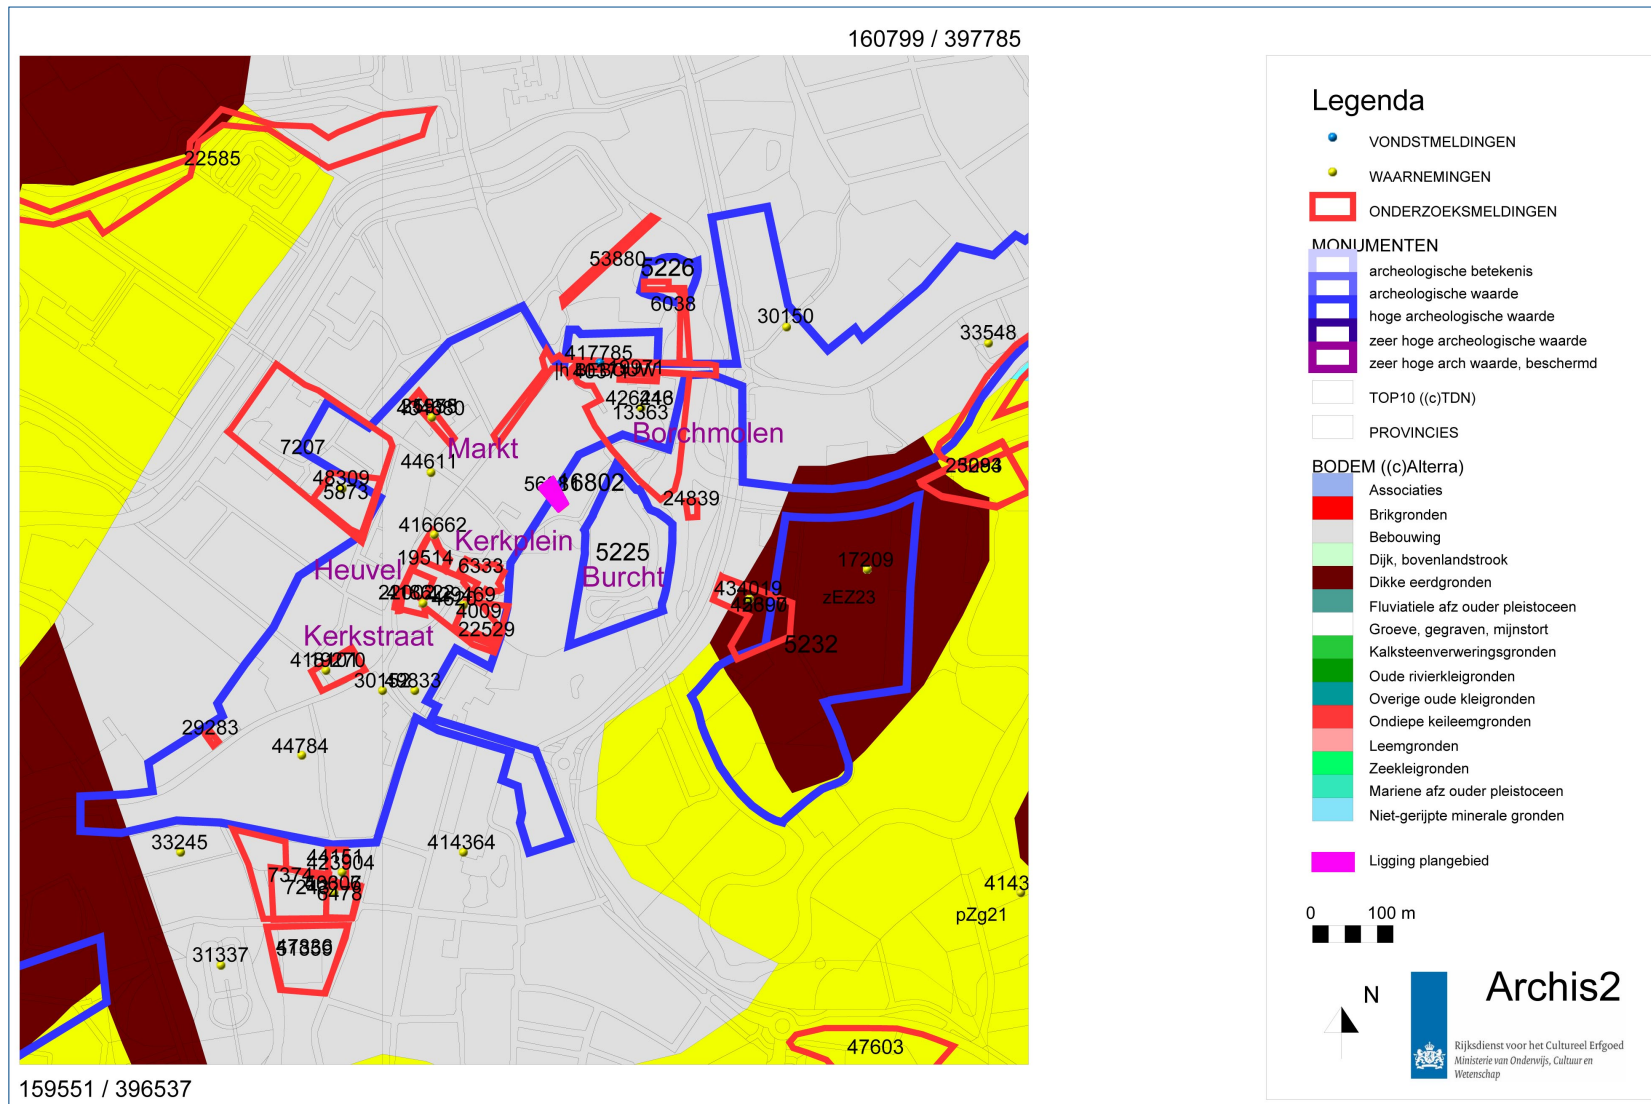 160799 / 397785
22585
53880
5226
6038
30150
33548
417785
13363
Borchmolen
Markt
7207
44611
48309
5873
46802
24839
416662
Kerkplein
19514
6333
5225
Burcht
Heuvel
17209
zEZ23
434019
4009
22529
5232
Kerkstraat
29283
44784
33245
414364
44151
423904
7374
6478
31337
4143
pZg21
47603
159551 / 396537
Legenda
VONDSTMELDINGEN
WAARNEMINGEN
ONDERZOEKSMELDINGEN
MONUMENTEN
archeologische betekenis
archeologische waarde
hoge archeologische waarde
zeer hoge archeologische waarde
zeer hoge arch waarde, beschermd
TOP10 ((c)TDN)
PROVINCIES
BODEM ((c)Alterra)
Associaties
Brikgronden
Bebouwing
Dijk, bovenlandstrook
Dikke eerdgronden
Fluviatiele afz ouder pleistoceen
Groeve, gegraven, mijnstort
Kalksteenverweringsgronden
Oude rivierkleigronden
Overige oude kleigronden
Ondiepe keileemgronden
Leemgronden
Zeekleigronden
Mariene afz ouder pleistoceen
Niet-gerijpte minerale gronden
Ligging plangebied
0 100 m
N
Archis2
Rijksdienst voor het Cultureel Erfgoed
Ministerie van Onderwijs, Cultuur en
Wetenschap